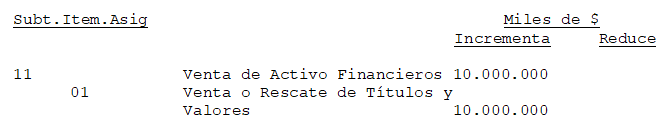 Subt.Item.Asig Miles de $
Incrementa Reduce
11 Venta de Activo Financieros 10.000.000
01 Venta o Rescate de Títulos y
Valores 10.000.000